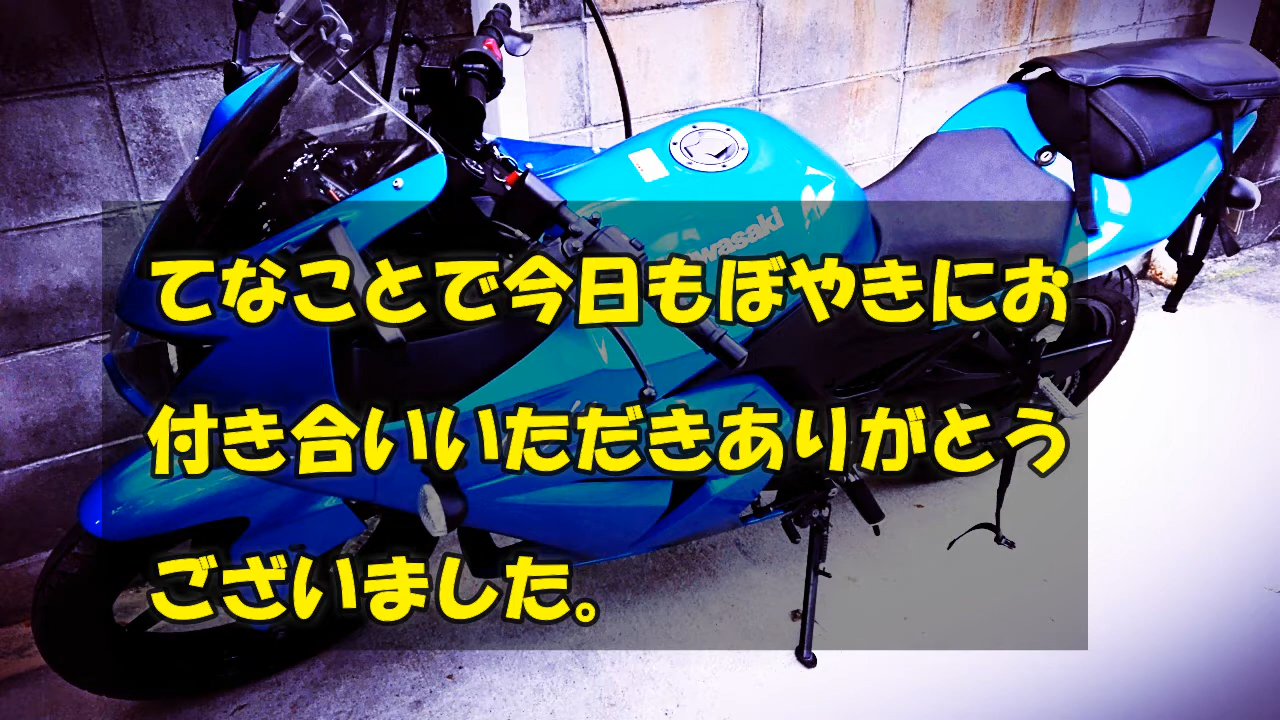 Kawasaki
てなことで今日もぼやきにお
付き合いいただきありがとう
ございました。